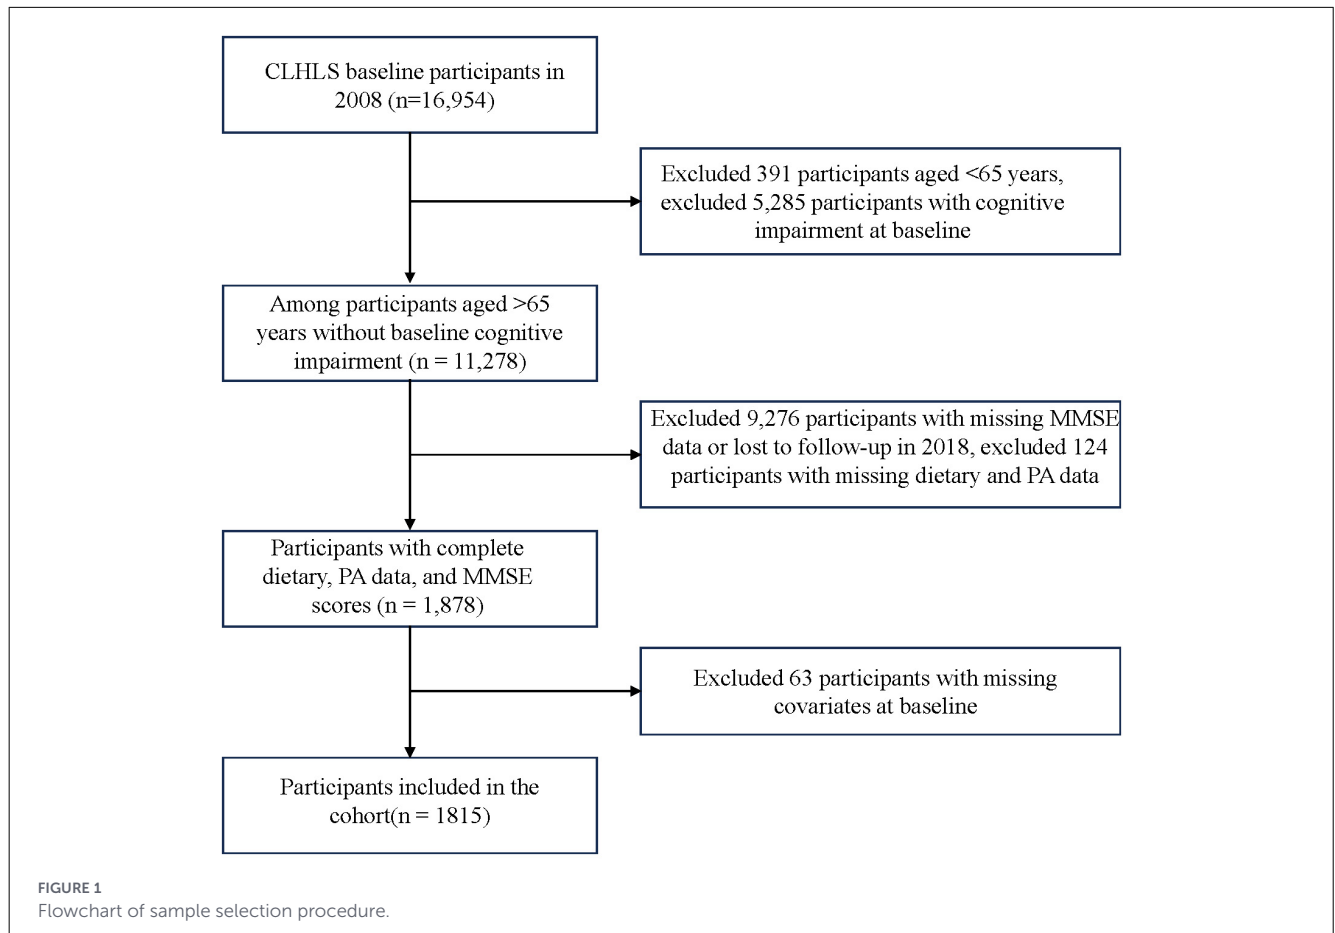 CLHLS baseline participants in
2008 (n=16,954)
Excluded 391 participants aged <65 years,
excluded 5,285 participants with cognitive
impairment at baseline
Among participants aged >65
years without baseline cognitive
impairment (n = 11,278)
Excluded 9,276 participants with missing MMSE
data or lost to follow-up in 2018, excluded 124
participants with missing dietary and PA data
Participants with complete
dietary, PA data, and MMSE
scores (n = 1,878)
Excluded 63 participants with missing
covariates at baseline
Participants included in the
cohort(n = 1815)
FIGURE 1
Flowchart of sample selection procedure.